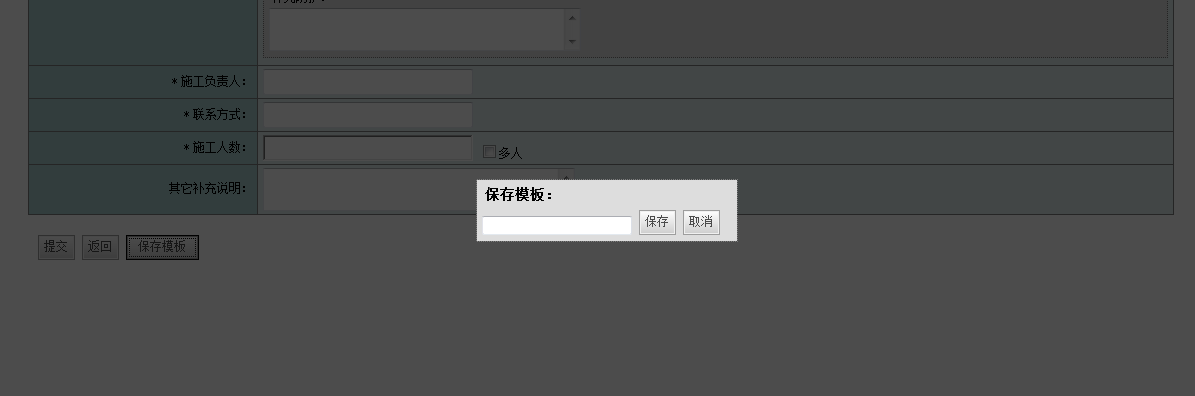 *施工负责人：
*联系方式：
*施工人数：
多人
其它补充说明：
保存模板：
保存 取消
提交 返回 保存模板